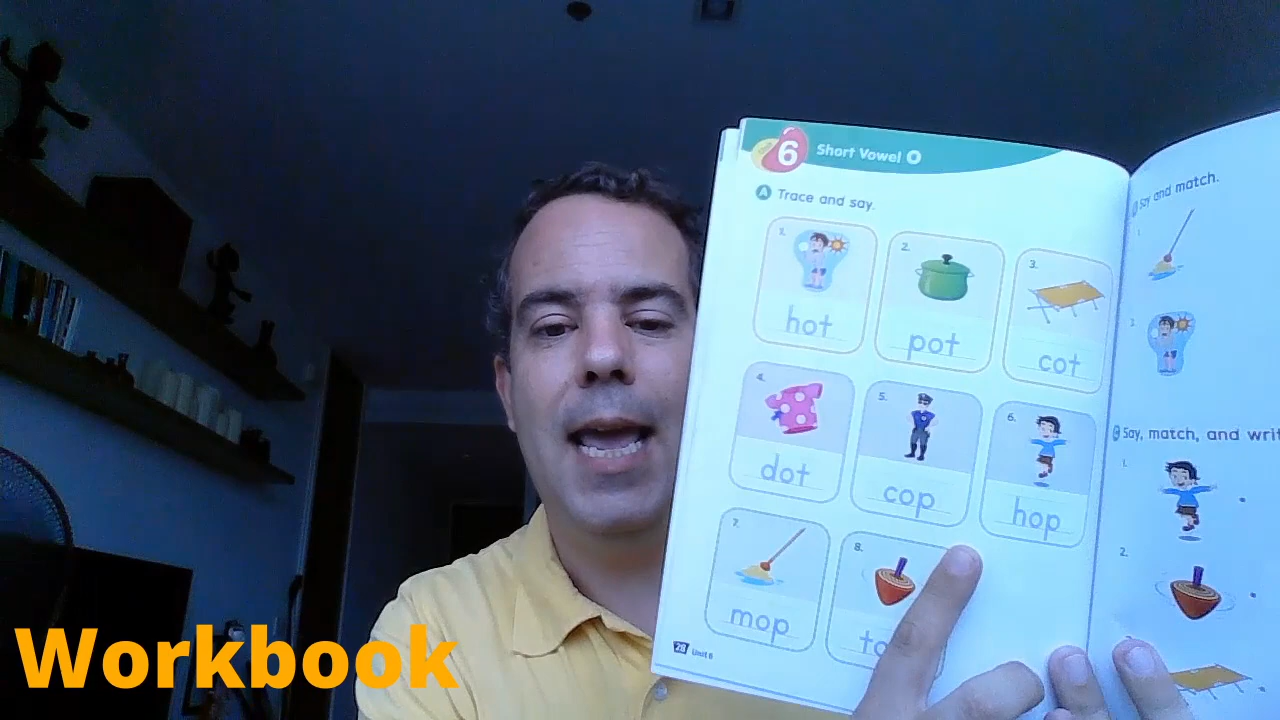 6 Short Vowel o
A Trace and say.
1.
hot
2.
pot
3.
cot
4.
dot
5.
cop
6.
hop
7.
mop
8.
28 Unit 6
Say and match.
1.
2.
Say, match, and
1.
2.
Workbook